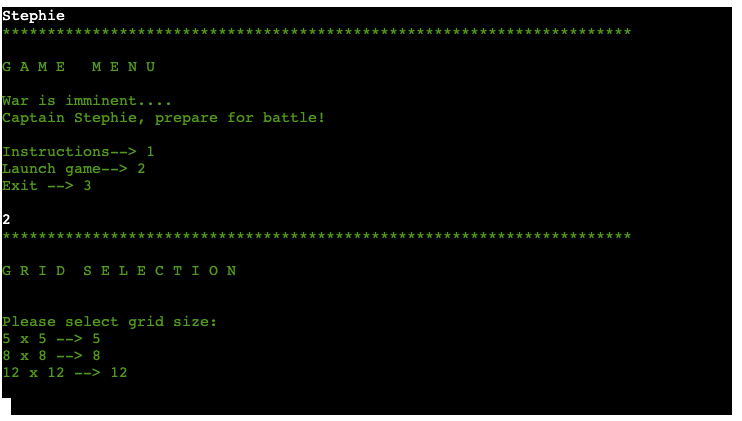 Stephie
**********************************************************************
G A M E   M E N U
War is imminent....
Captain Stephie, prepare for battle!
Instructions--> 1
Launch game--> 2
Exit --> 3
2
**********************************************************************
G R I D  S E L E C T I O N
Please select grid size:
5 x 5 --> 5
8 x 8 --> 8
12 x 12 --> 12